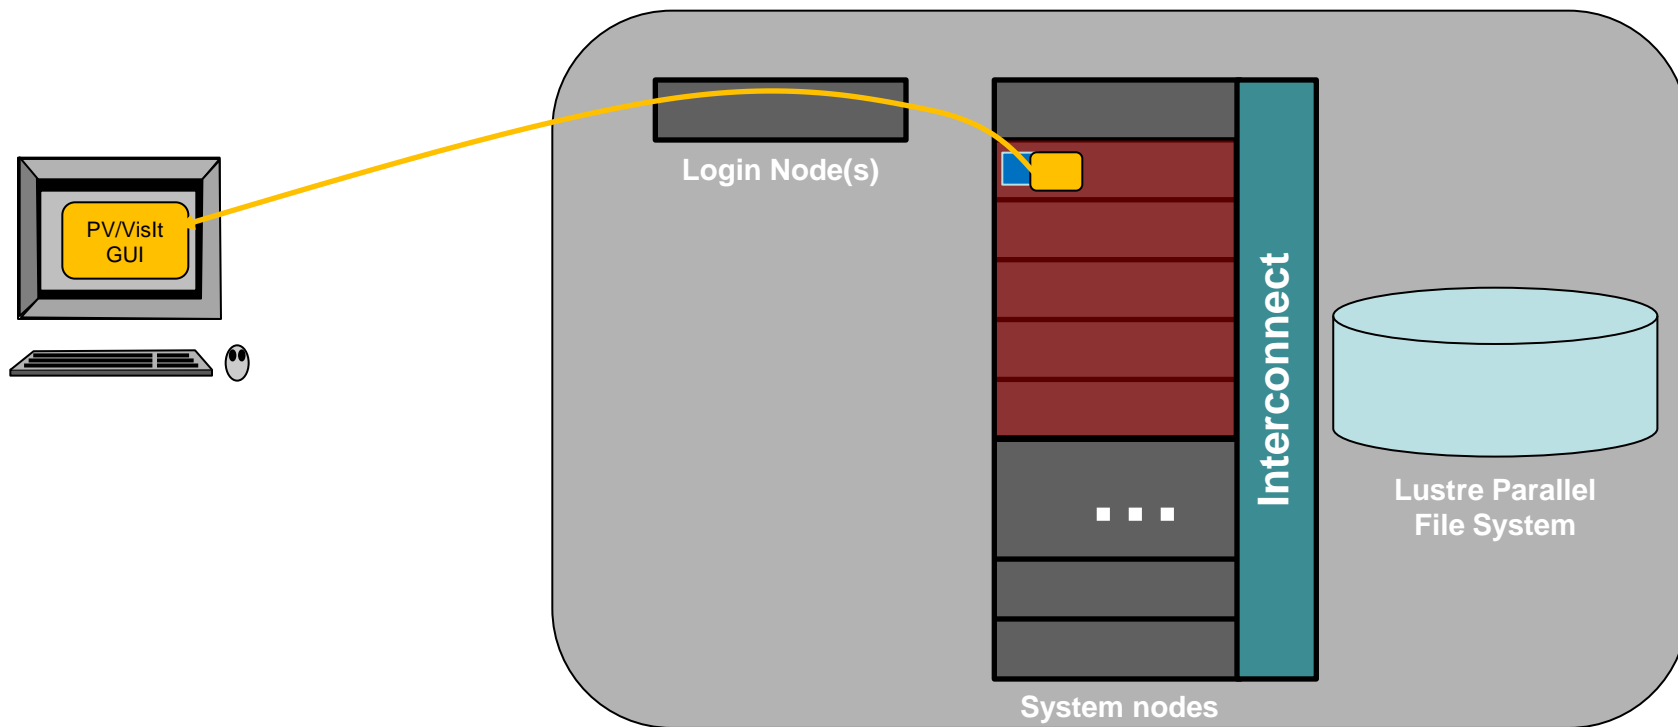 PV/VisIt
GUI
Login Node(s)
Interconnect
...
Lustre Parallel
File System
System nodes